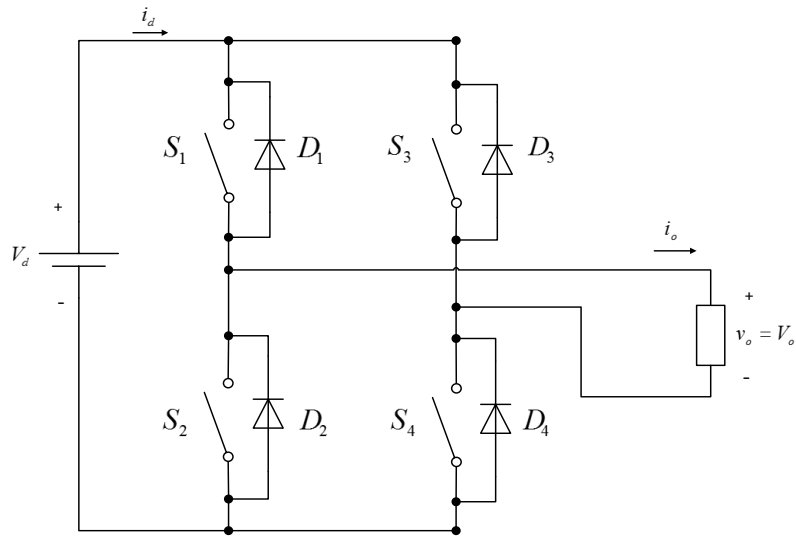 i_d
S_1
D_1
S_3
D_3
+
V_d
-
i_o
+
v_o = V_o
-
S_2
D_2
S_4
D_4